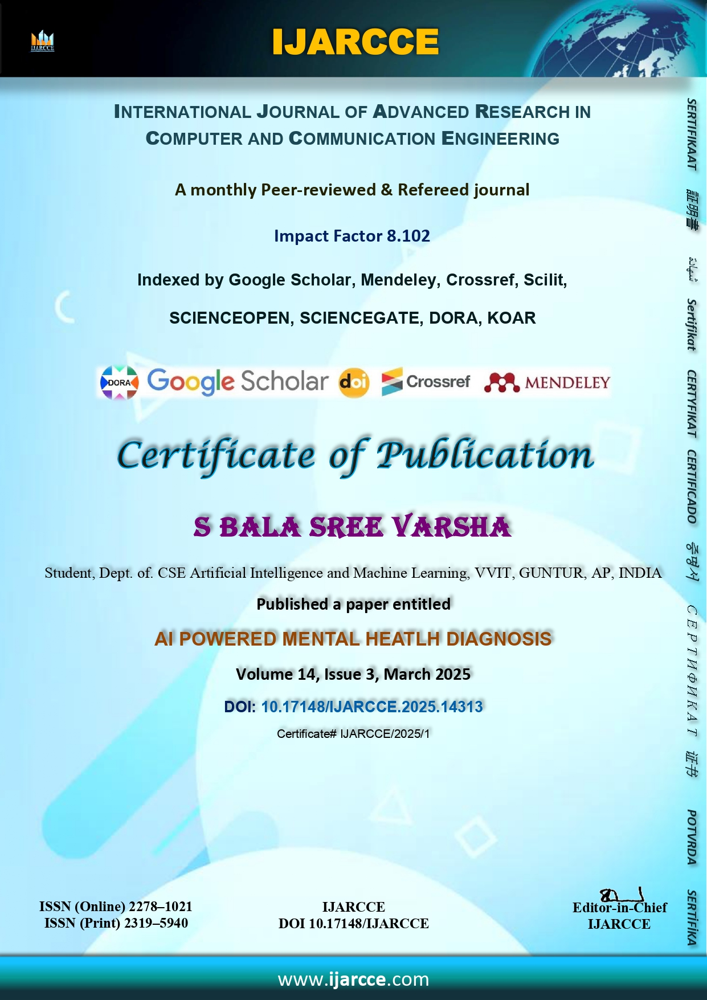 IJARCCE
IJARCCE
INTERNATIONAL JOURNAL OF ADVANCED RESEARCH IN
COMPUTER AND COMMUNICATION ENGINEERING
A monthly Peer-reviewed & Refereed journal
Impact Factor 8.102
Indexed by Google Scholar, Mendeley, Crossref, Scilit,
SCIENCEOPEN, SCIENCEGATE, DORA, KOAR
DORA Google Scholar doi Crossref MENDELEY
Certificate of Publication
S BALA SREE VARSHA
Student, Dept. of. CSE Artificial Intelligence and Machine Learning, VVIT, GUNTUR, AP, INDIA
Published a paper entitled
AI POWERED MENTAL HEATLH DIAGNOSIS
Volume 14, Issue 3, March 2025
DOI: 10.17148/IJARCCE.2025.14313
Certificate# IJARCCE/2025/1
ISSN (Online) 2278–1021
ISSN (Print) 2319–5940
IJARCCE
DOI 10.17148/IJARCCE
Editor-in-Chief
IJARCCE
www.ijarcce.com
SERTIFIKAAT 証明書 شهادة Sertifikat CERTYFIKAT CERTIFICADO 증명서 СЕРТИФИКАТ 证书 POTVRDA SERTİFİKA